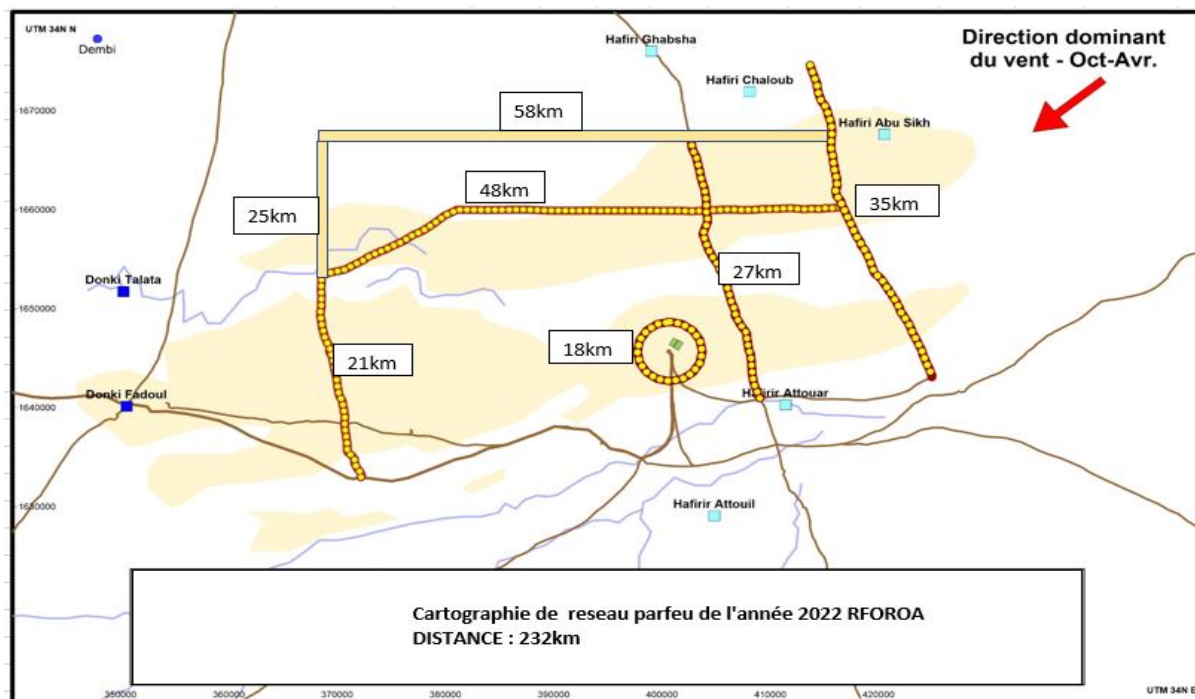 UTM 34N N
Dembi
Hafiri Ghabsha
Direction dominant
du vent - Oct-Avr.
Hafiri Chaloub
1670000
58km
Hafiri Abu Sikh
48km
25km
35km
1660000
27km
Donki Talata
1650000
18km
21km
Donki Fadoul
Hafirir Attouar
1640000
Hafirir Attouil
1630000
Cartographie de reseau parfeu de l'année 2022 RFOROA
DISTANCE : 232km
350000
360000
370000
380000
390000
400000
410000
420000
UTM 34N E